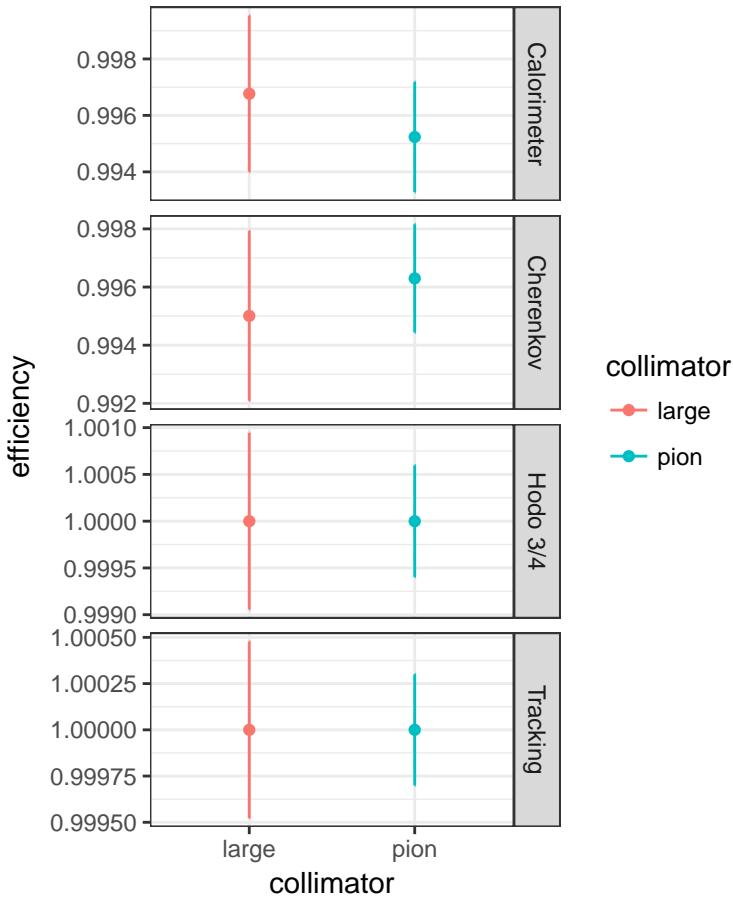 0.998
0.996
0.994
Calorimeter
0.998
0.996
0.994
0.992
Cherenkov
1.0010
1.0005
1.0000
0.9995
0.9990
Hodo 3/4
1.00050
1.00025
1.00000
0.99975
0.99950
Tracking
large pion
collimator
efficiency
collimator
large
pion